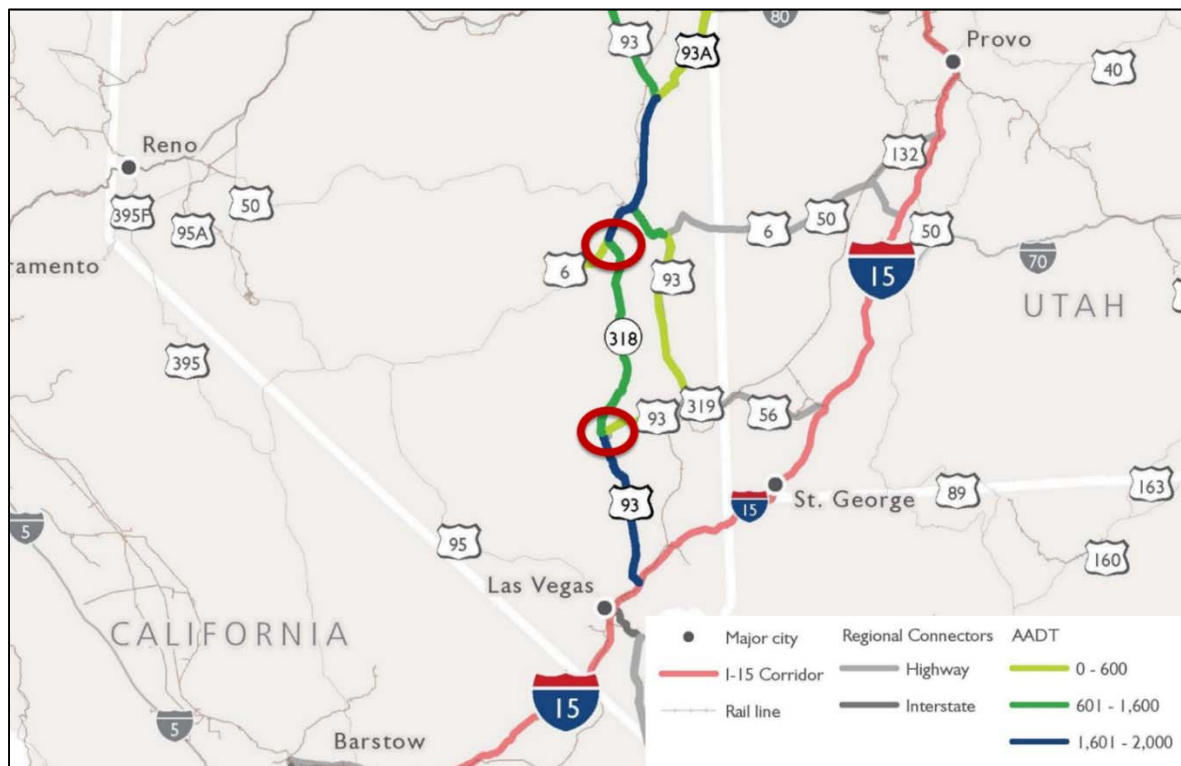 93
93A
80
Provo
40
Reno
132
395F
95A
50
6
50
50
15
70
ramento
6
93
UTAH
318
395
93
319
56
93
St. George
15
89
163
5
95
160
Las Vegas
CALIFORNIA
15
5
Barstow
Major city
I-15 Corridor
Rail line
Regional Connectors
Highway
Interstate
AADT
0 - 600
601 - 1,600
1,601 - 2,000